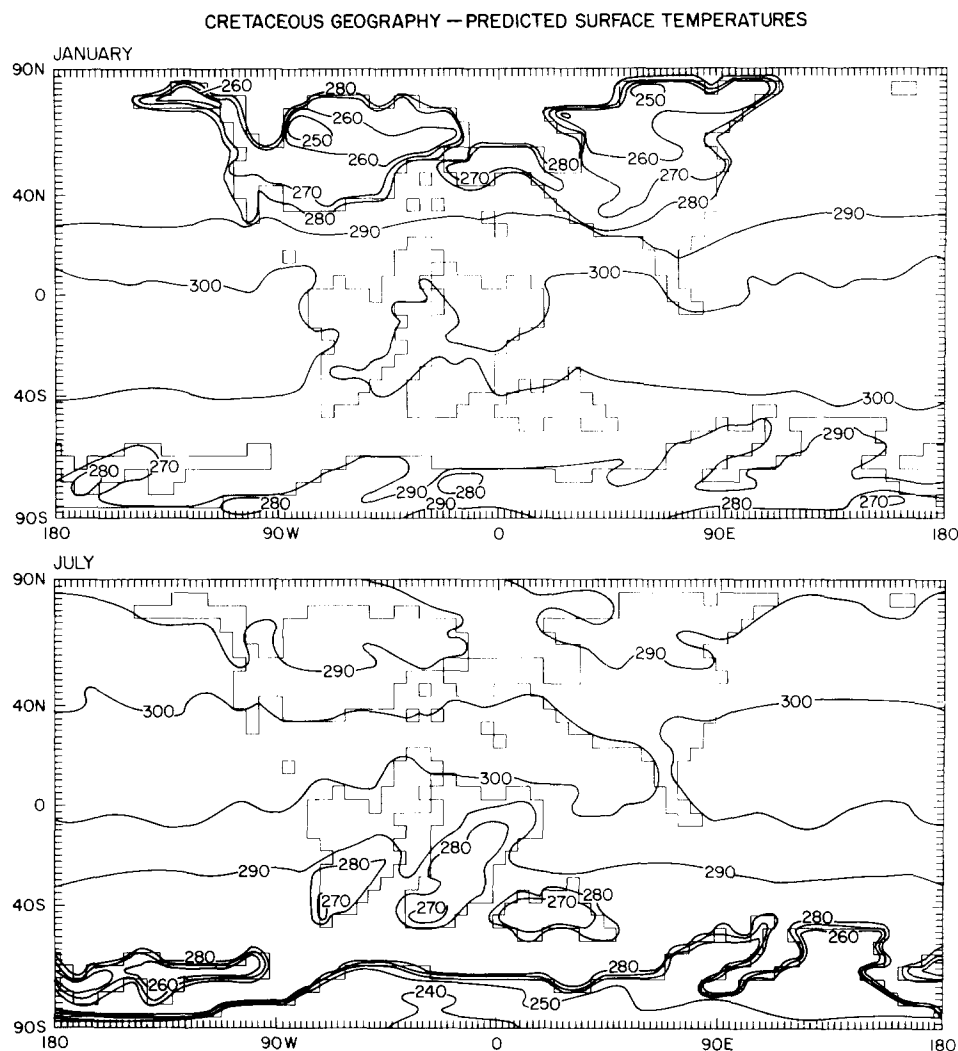 CRETACEOUS GEOGRAPHY — PREDICTED SURFACE TEMPERATURES
JANUARY
90N
260 280
260 250
250
260 260
280
270 270
40N
270 280
280
290 290
300 300
0
40S
300
290
280 270
290 280
280 290 280 270
90S
180 90W 0 90E 180
JULY
90N
290 290
40N
300 300
300
0
280 280
290 290
270 270 270 280
40S
280 280
260
260 280
240 250
90S
180 90W 0 90E 180